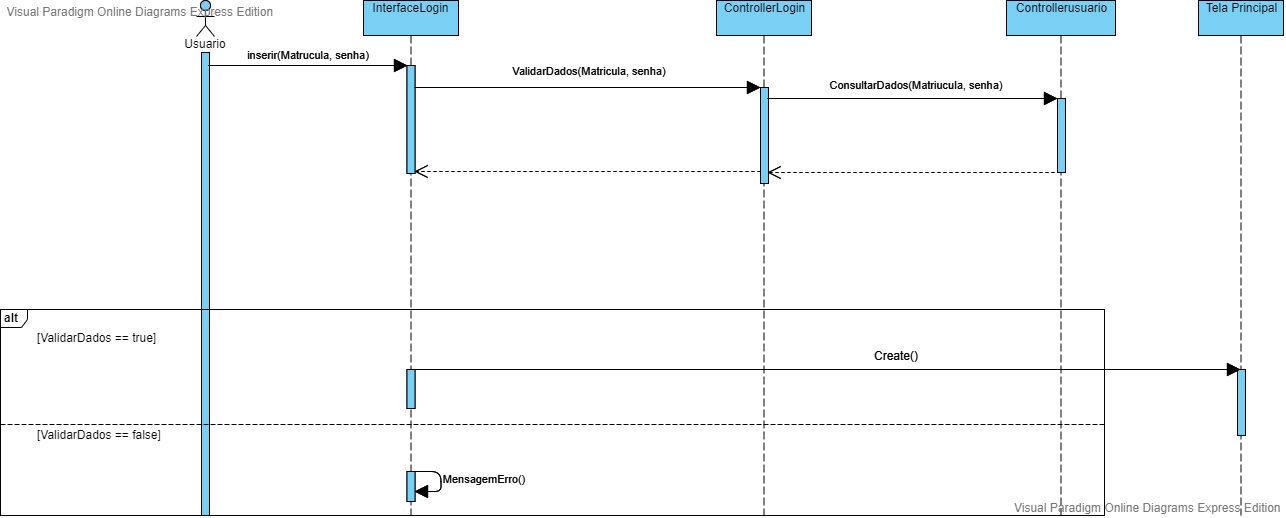 Visual Paradigm Online Diagrams Express Edition
InterfaceLogin
ControllerLogin
Controllerusuario
Tela Principal
Usuario
inserir(Matrucula, senha)
ValidarDados(Matricula, senha)
ConsultarDados(Matriucula, senha)
alt
[ValidarDados == true]
Create()
[ValidarDados == false]
MensagemErro()
Visual Paradigm Online Diagrams Express Edition